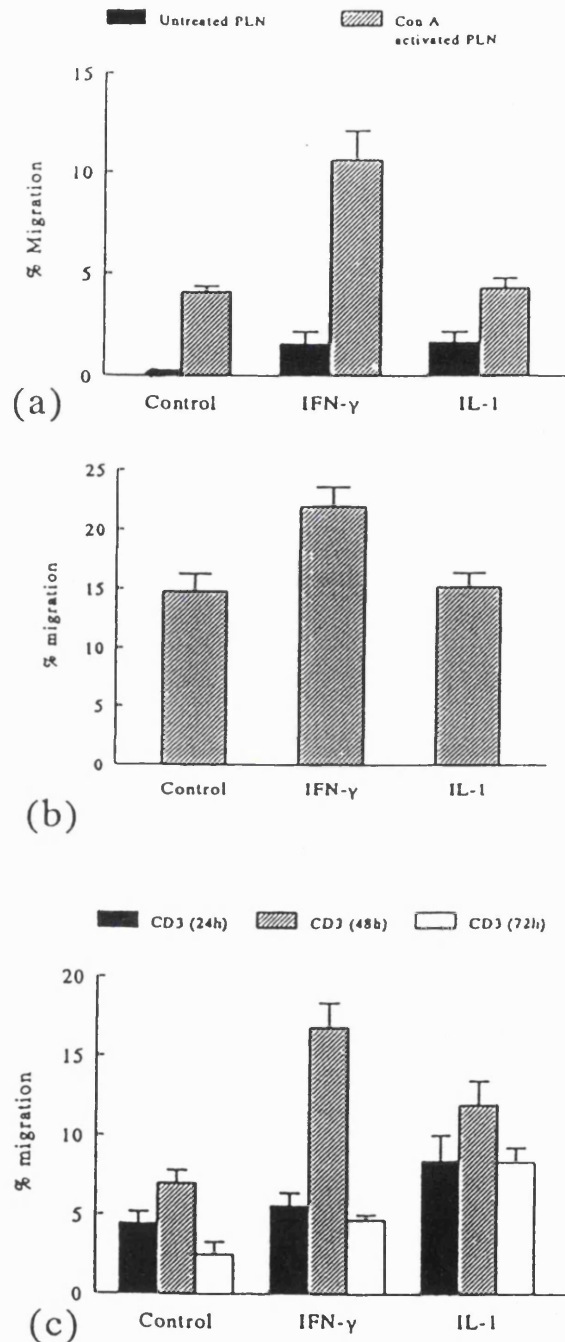 Untreated PLN
Con A
activated PLN
15
10
5
0
% Migration
Control
IFN-γ
IL-1
(a)
25
20
15
10
5
0
% migration
Control
IFN-γ
IL-1
(b)
CD3 (24h)
CD3 (48h)
CD3 (72h)
20
15
10
5
0
% migration
Control
IFN-γ
IL-1
(c)